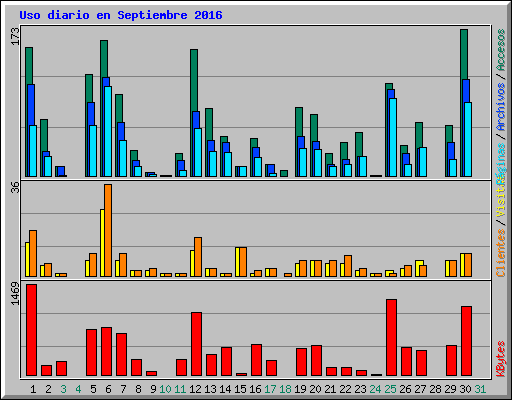 Uso diario en Septiembre 2016
173
36
1469
Accesos / Archivos / Páginas
Visitas / Clientes
KBytes
1 2 3 4 5 6 7 8 9 10 11 12 13 14 15 16 17 18 19 20 21 22 23 24 25 26 27 28 29 30 31